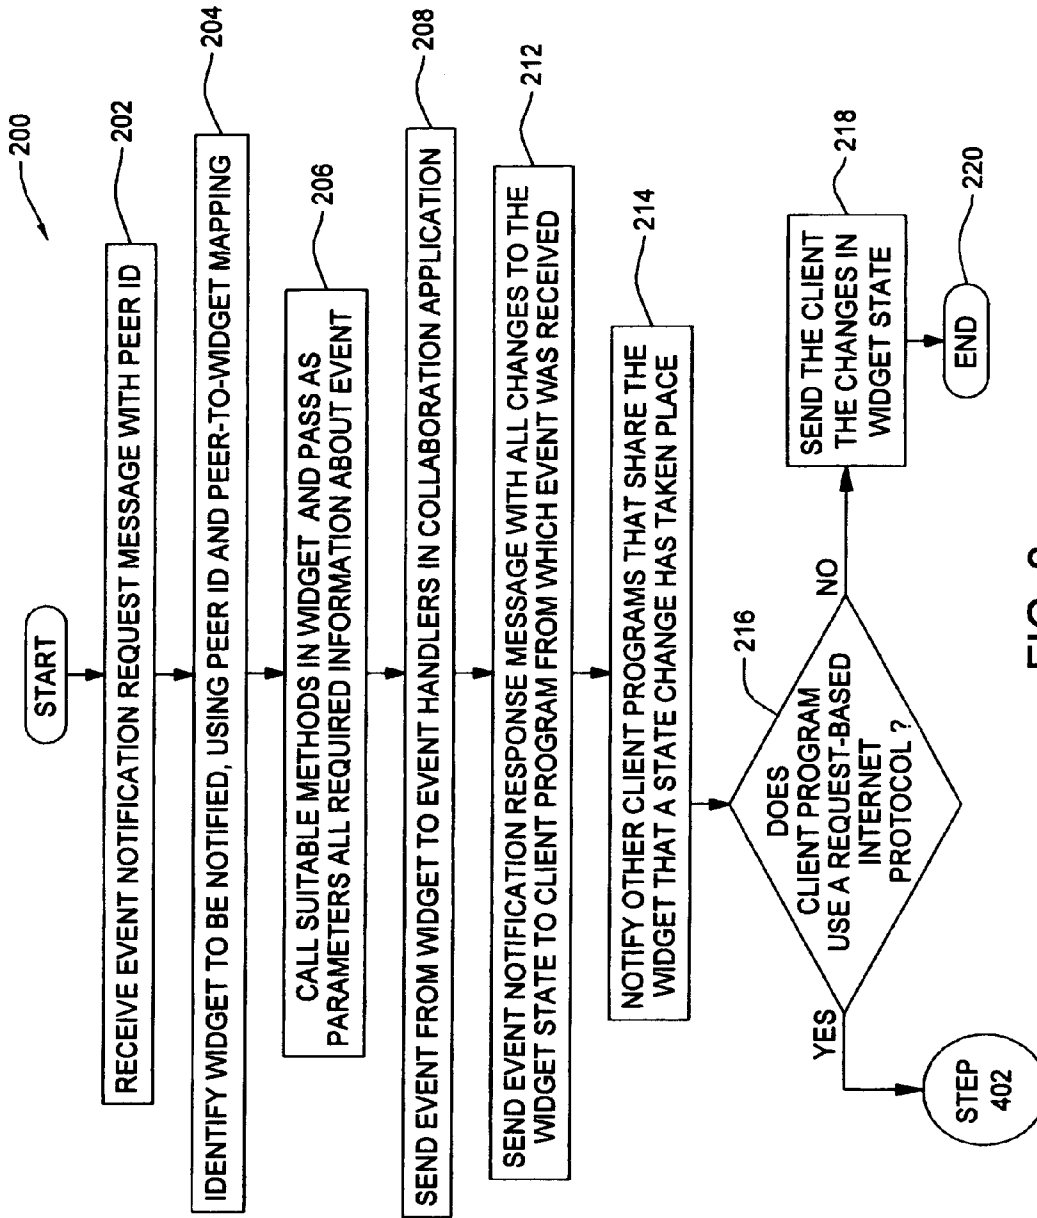 200
START
RECEIVE EVENT NOTIFICATION REQUEST MESSAGE WITH PEER ID
202
IDENTIFY WIDGET TO BE NOTIFIED, USING PEER ID AND PEER-TO-WIDGET MAPPING
204
CALL SUITABLE METHODS IN WIDGET AND PASS AS
PARAMETERS ALL REQUIRED INFORMATION ABOUT EVENT
206
SEND EVENT FROM WIDGET TO EVENT HANDLERS IN COLLABORATION APPLICATION
208
SEND EVENT NOTIFICATION RESPONSE MESSAGE WITH ALL CHANGES TO THE
WIDGET STATE TO CLIENT PROGRAM FROM WHICH EVENT WAS RECEIVED
212
NOTIFY OTHER CLIENT PROGRAMS THAT SHARE THE
WIDGET THAT A STATE CHANGE HAS TAKEN PLACE
214
DOES
CLIENT PROGRAM
USE A REQUEST-BASED
INTERNET
PROTOCOL ?
216
YES
STEP
402
NO
SEND THE CLIENT
THE CHANGES IN
WIDGET STATE
218
END
220